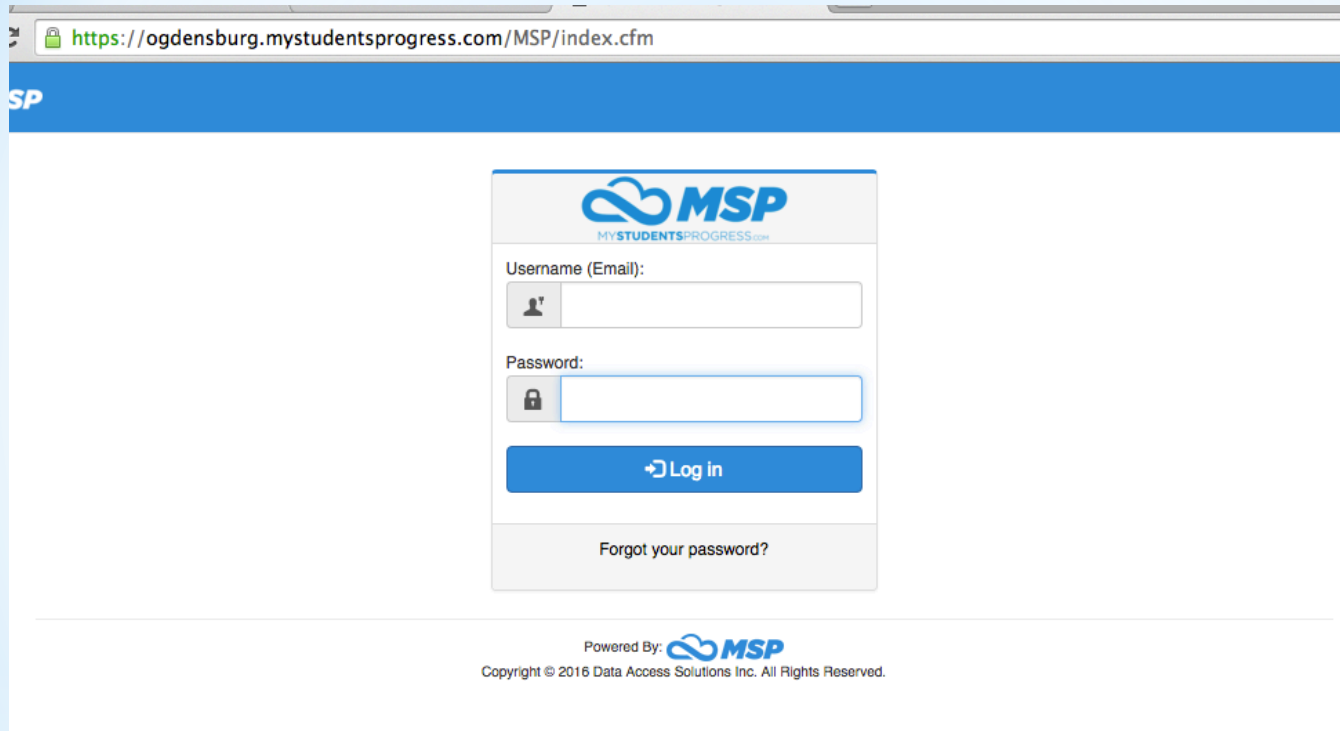 https://ogdensburg.mystudentsprogress.com/MSP/index.cfm
SP
MSP
MYSTUDENTSPROGRESS.COM
Username (Email):
Password:
Log in
Forgot your password?
Powered By: MSP
Copyright © 2016 Data Access Solutions Inc. All Rights Reserved.